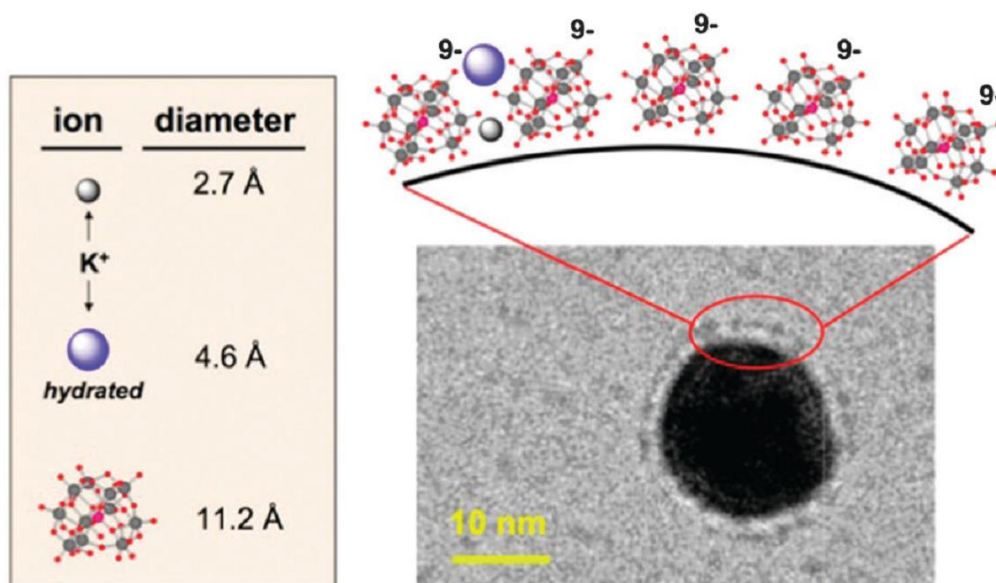 ion diameter
2.7 Å
K⁺
4.6 Å
hydrated
11.2 Å
9- 9- 9- 9- 9-
10 nm